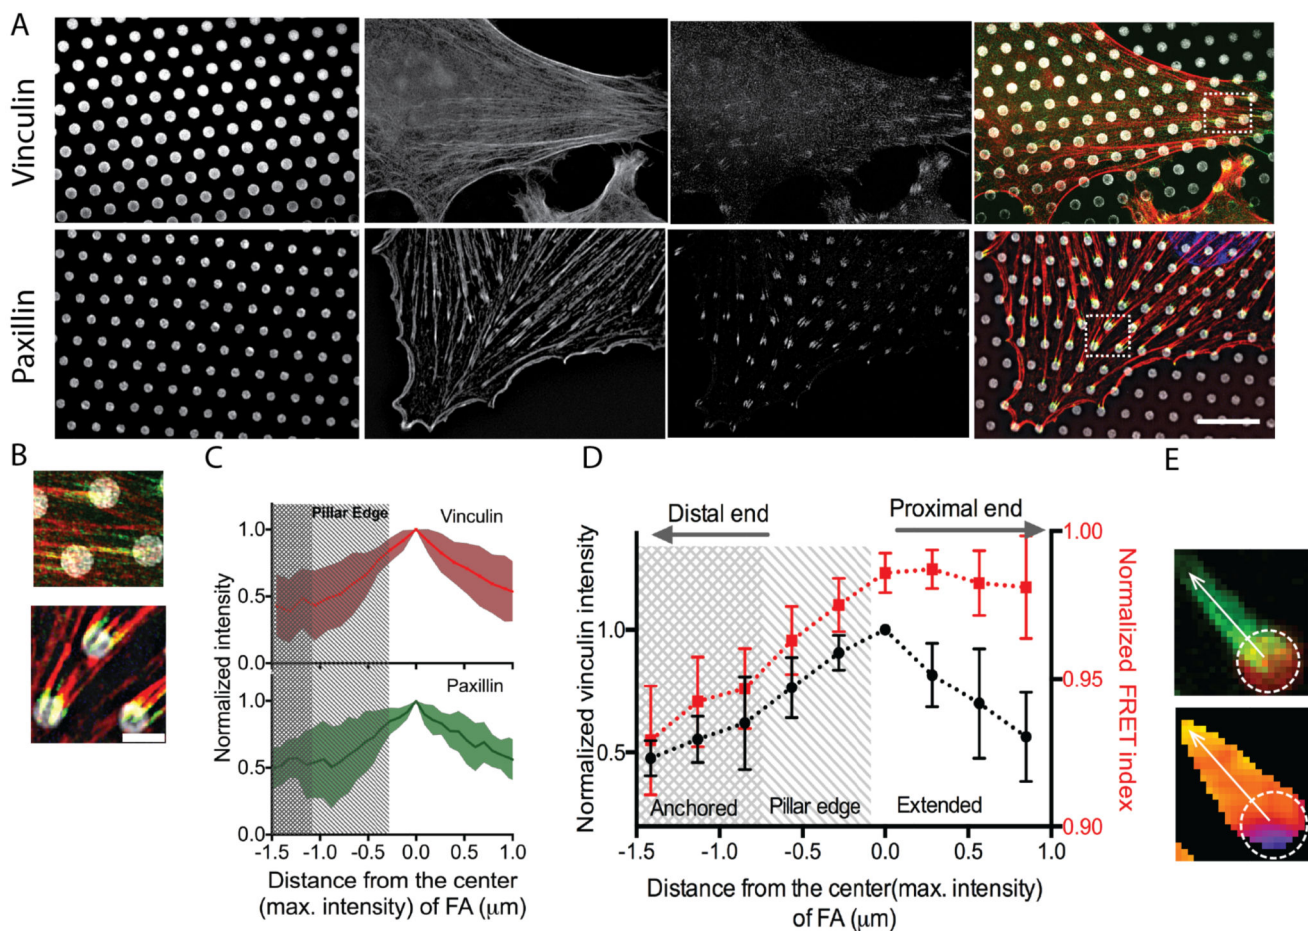 A
Vinculin
Paxillin
B
C
Pillar Edge
Vinculin
1.0
0.5
0.0
Paxillin
1.0
0.5
0.0
Normalized intensity
-1.5 -1.0 -0.5 0.0 0.5 1.0
Distance from the center
(max. intensity) of FA (μm)
D
Distal end
Proximal end
1.0
0.5
Normalized vinculin intensity
1.00
0.95
0.90
Normalized FRET index
Anchored
Pillar edge
Extended
-1.5 -1.0 -0.5 0.0 0.5 1.0
Distance from the center(max. intensity)
of FA (μm)
E